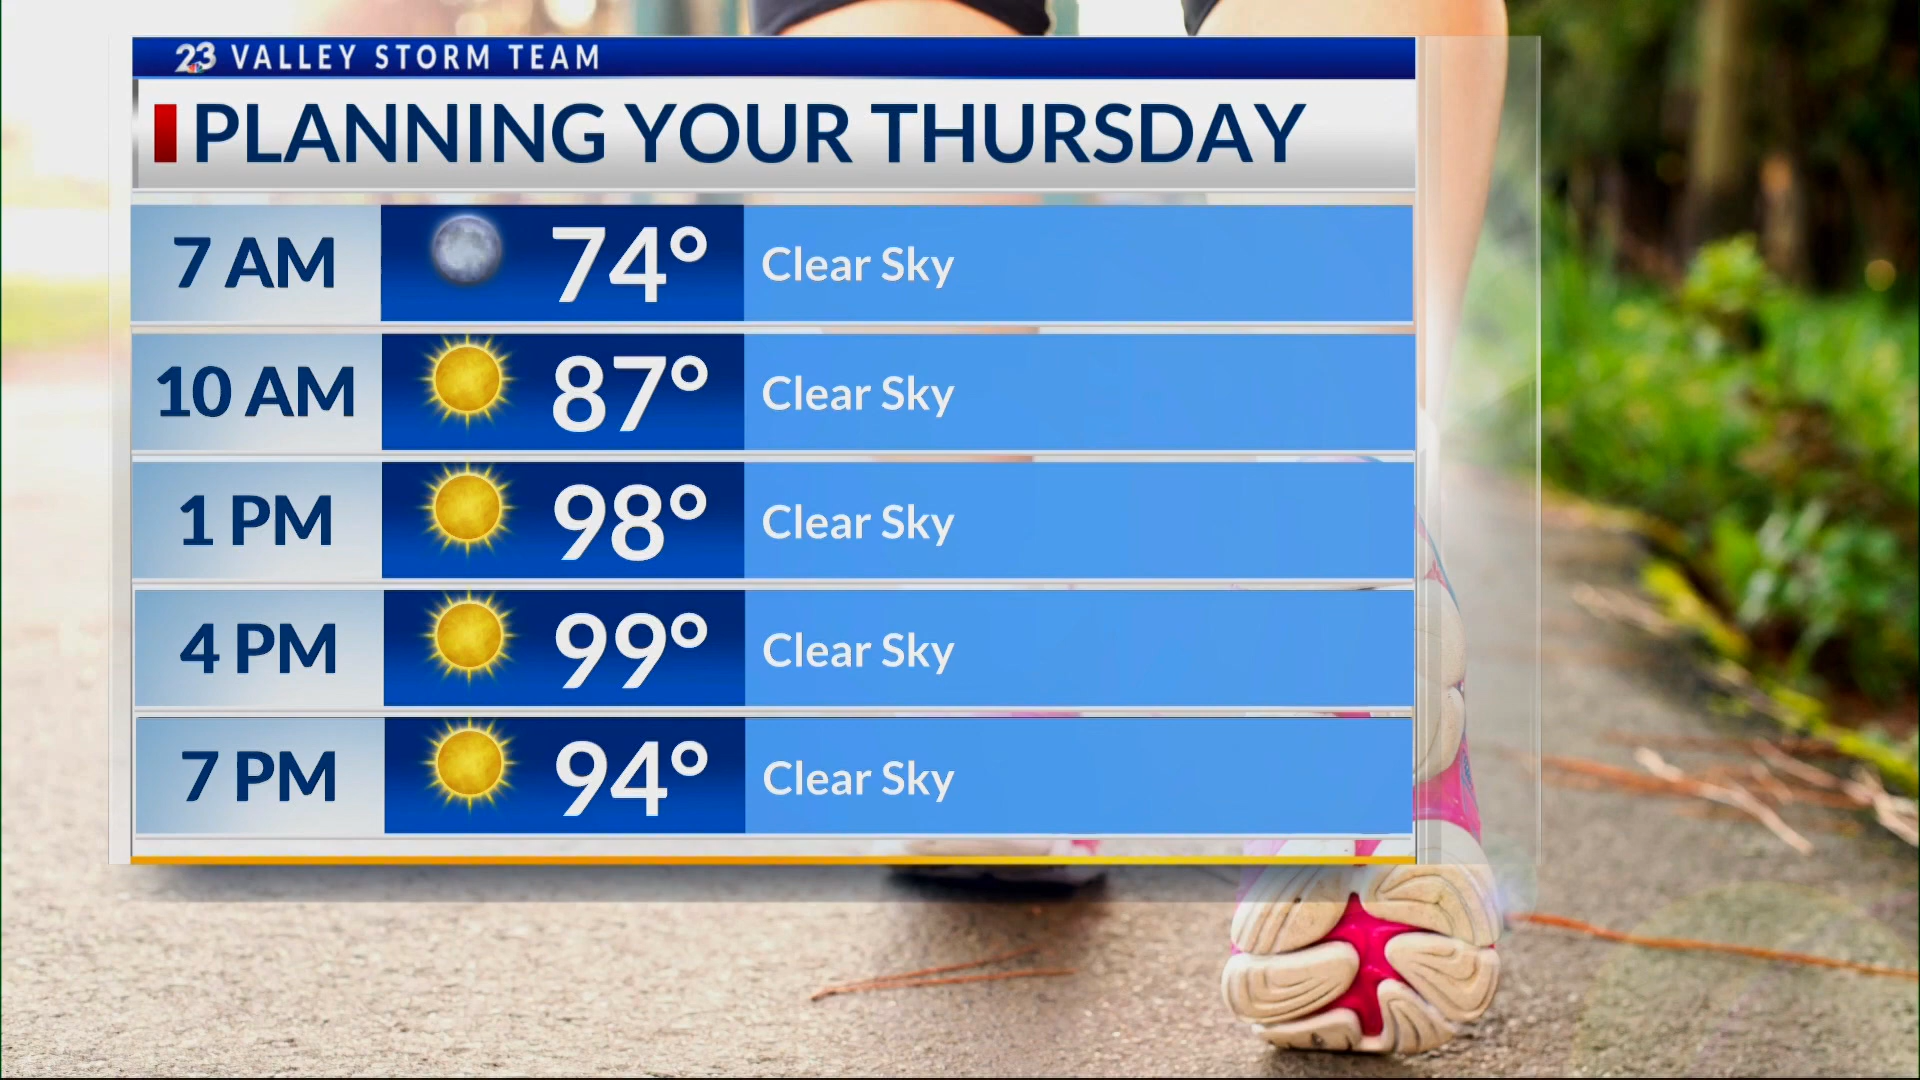 23 VALLEY STORM TEAM
PLANNING YOUR THURSDAY
7 AM 74° Clear Sky
10 AM 87° Clear Sky
1 PM 98° Clear Sky
4 PM 99° Clear Sky
7 PM 94° Clear Sky